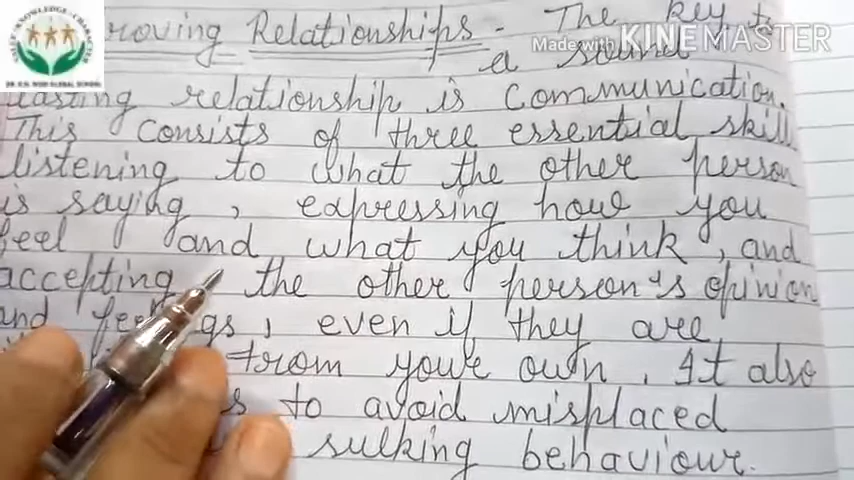 roving Relationships - The key to
Made with KINEMASTER
a sound
lasting relationship is communication.
This consists of three essential skill
listening to what the other person
is saying, expressing how you
feel and what you think, and
accepting the other person's opinion
and gs, even if they are
from your own. It also
s to avoid misplaced
sulking behaviour.